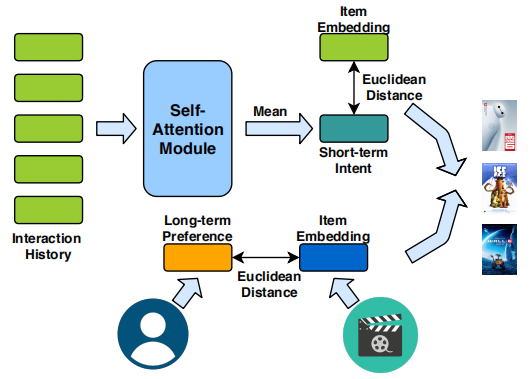 Item
Embedding
Self-
Attention
Module
Mean
Euclidean
Distance
Short-term
Intent
Interaction
History
Long-term
Preference
Item
Embedding
Euclidean
Distance